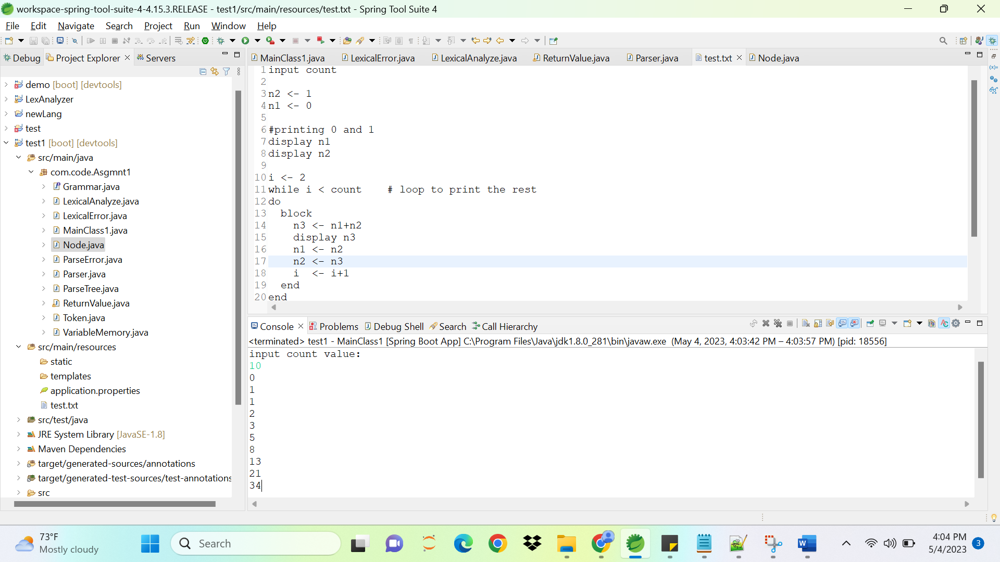 workspace-spring-tool-suite-4-4.15.3.RELEASE - test1/src/main/resources/test.txt - Spring Tool Suite 4
File Edit Navigate Search Project Run Window Help
Debug Project Explorer Servers
demo [boot] [devtools]
LexAnalyzer
newLang
test
test1 [boot] [devtools]
src/main/java
com.code.Asgmnt1
Grammar.java
LexicalAnalyze.java
LexicalError.java
MainClass1.java
Node.java
ParseError.java
Parser.java
ParseTree.java
ReturnValue.java
Token.java
VariableMemory.java
src/main/resources
static
templates
application.properties
test.txt
src/test/java
JRE System Library [JavaSE-1.8]
Maven Dependencies
target/generated-sources/annotations
target/generated-test-sources/test-annotations
src
MainClass1.java LexicalError.java LexicalAnalyze.java ReturnValue.java Parser.java test.txt Node.java
1 input count
2
3 n2 <- 1
4 n1 <- 0
5
6 #printing 0 and 1
7 display n1
8 display n2
9
10 i <- 2
11 while i < count    # loop to print the rest
12 do
13   block
14     n3 <- n1+n2
15     display n3
16     n1 <- n2
17     n2 <- n3
18     i  <- i+1
19   end
20 end
Console Problems Debug Shell Search Call Hierarchy
<terminated> test1 - MainClass1 [Spring Boot App] C:\Program Files\Java\jdk1.8.0_281\bin\javaw.exe (May 4, 2023, 4:03:42 PM – 4:03:57 PM) [pid: 18556]
input count value:
10
0
1
1
2
3
5
8
13
21
34
73°F
Mostly cloudy
Search
4:04 PM
5/4/2023
3